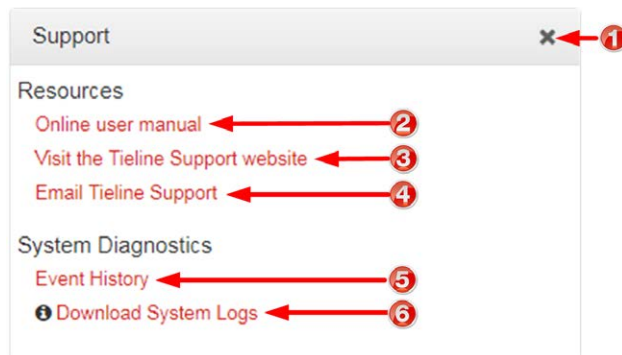 Support ✖ 1
Resources
Online user manual 2
Visit the Tieline Support website 3
Email Tieline Support 4
System Diagnostics
Event History 5
Download System Logs 6